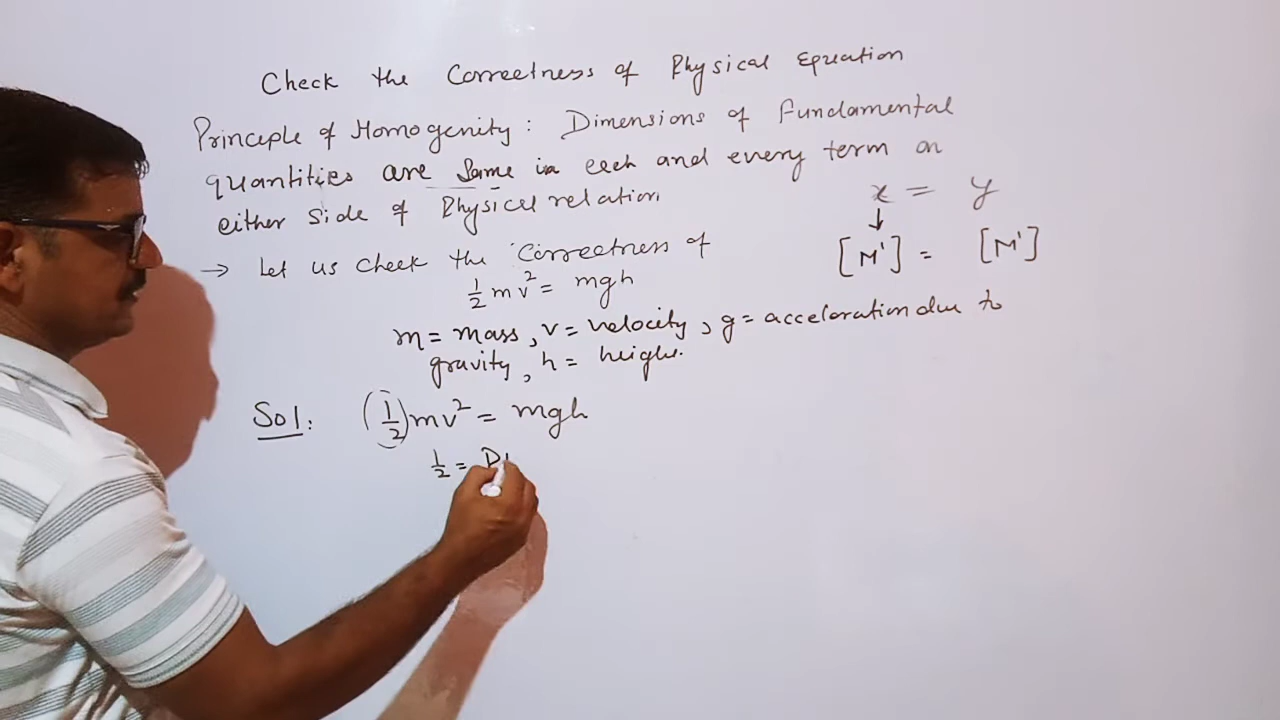 Check the Correctness of Physical Equation
Principle of Homogenity: Dimensions of fundamental
quantities are same in each and every term on
either side of Physical relation.
x = y
↓
[M¹] = [M¹]
→ Let us check the Correctness of
½ mv² = mgh
m = mass, v = velocity, g = acceleration due to
gravity, h = height.
Sol: (½) mv² = mgh
½ = D